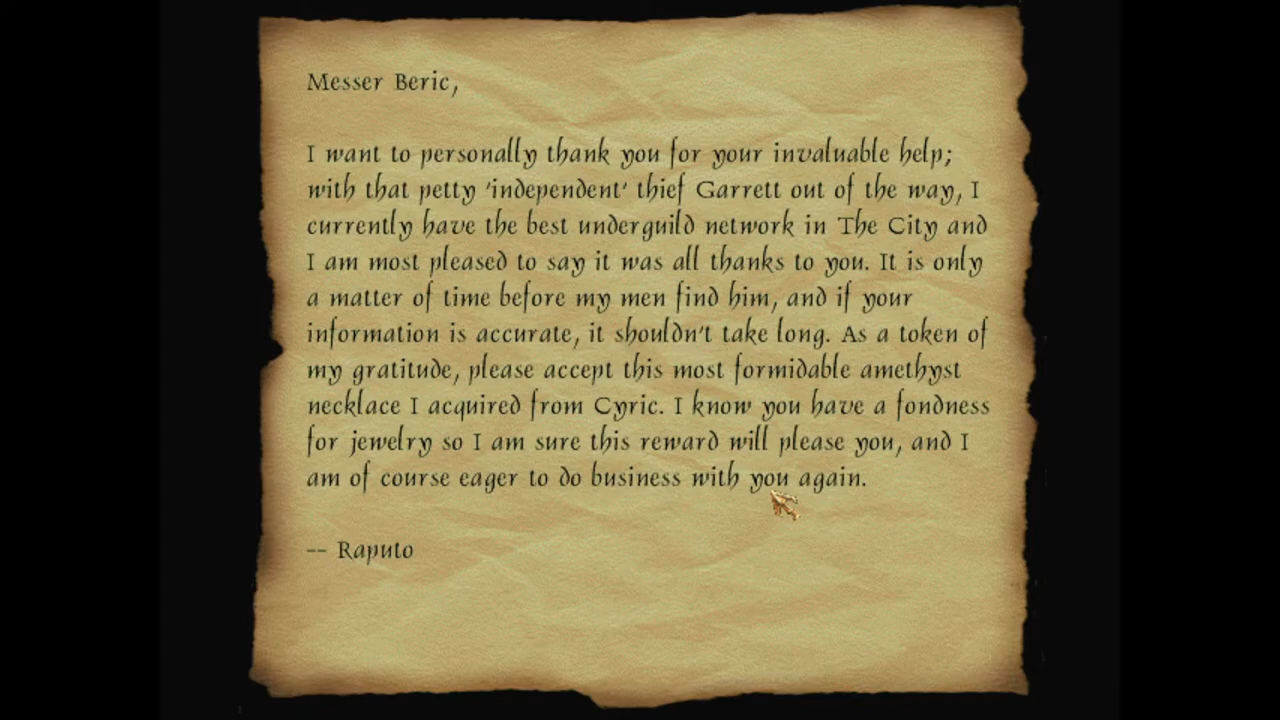 Messer Beric,
I want to personally thank you for your invaluable help;
with that petty 'independent' thief Garrett out of the way, I
currently have the best underguild network in The City and
I am most pleased to say it was all thanks to you. It is only
a matter of time before my men find him, and if your
information is accurate, it shouldn't take long. As a token of
my gratitude, please accept this most formidable amethyst
necklace I acquired from Cyric. I know you have a fondness
for jewelry so I am sure this reward will please you, and I
am of course eager to do business with you again.
-- Raputo